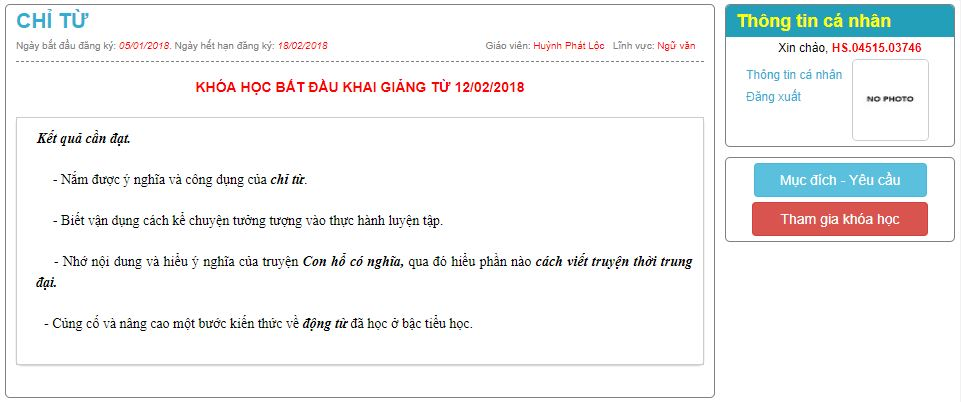 CHỈ TỪ
Ngày bắt đầu đăng ký: 05/01/2018. Ngày hết hạn đăng ký: 18/02/2018
Giáo viên: Huỳnh Phát Lộc Lĩnh vực: Ngữ văn
KHÓA HỌC BẮT ĐẦU KHAI GIẢNG TỪ 12/02/2018
Kết quả cần đạt.
- Nắm được ý nghĩa và công dụng của chỉ từ.
- Biết vận dụng cách kể chuyện tưởng tượng vào thực hành luyện tập.
- Nhớ nội dung và hiểu ý nghĩa của truyện Con hổ có nghĩa, qua đó hiểu phần nào cách viết truyện thời trung
đại.
- Củng cố và nâng cao một bước kiến thức về động từ đã học ở bậc tiểu học.
Thông tin cá nhân
Xin chào, HS.04515.03746
Thông tin cá nhân
Đăng xuất
NO PHOTO
Mục đích - Yêu cầu
Tham gia khóa học